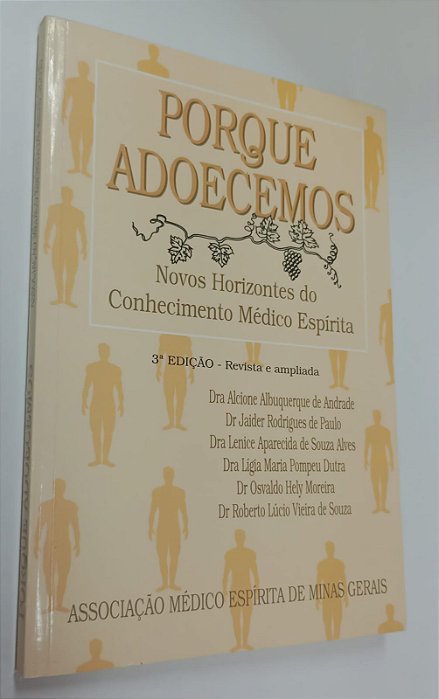 PORQUE
ADOECEMOS
Novos Horizontes do
Conhecimento Médico Espírita
3ª EDIÇÃO - Revista e ampliada
Dra Alcione Albuquerque de Andrade
Dr Jaider Rodrigues de Paulo
Dra Lenice Aparecida de Souza Alves
Dra Lígia Maria Pompeu Dutra
Dr Osvaldo Hely Moreira
Dr Roberto Lúcio Vieira de Souza
ASSOCIAÇÃO MÉDICO ESPÍRITA DE MINAS GERAIS